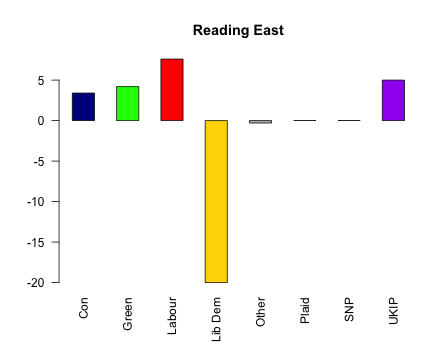 Reading East
5
0
-5
-10
-15
-20
Con
Green
Labour
Lib Dem
Other
Plaid
SNP
UKIP